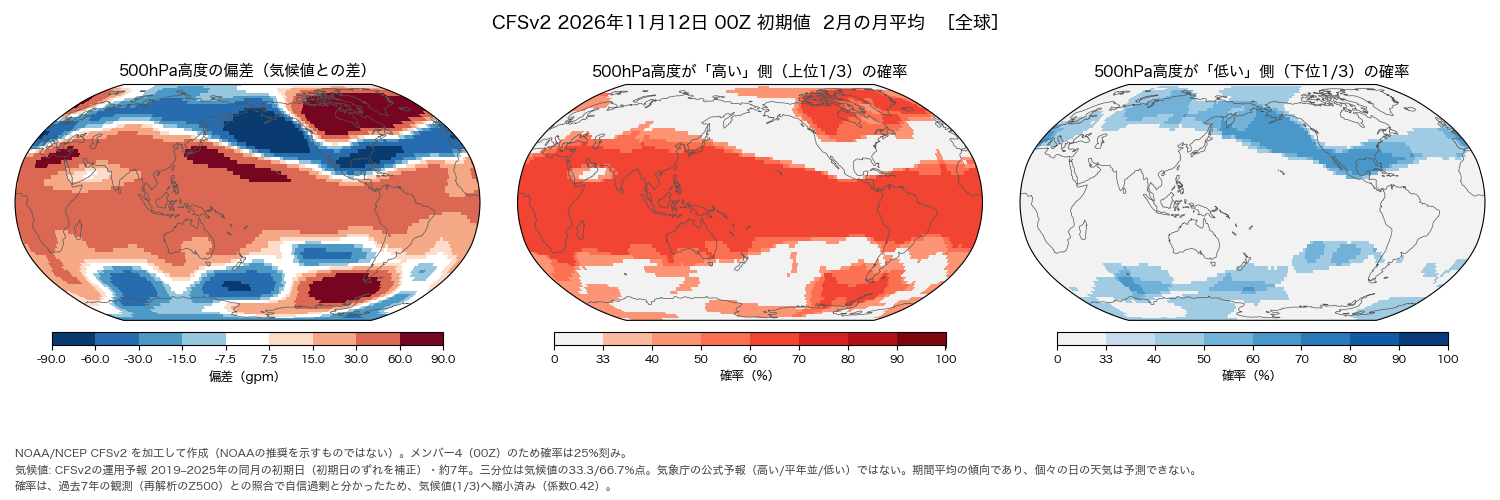 CFSv2 2026年11月12日 00Z 初期値  2月の月平均  ［全球］
500hPa高度の偏差（気候値との差）
500hPa高度が「高い」側（上位1/3）の確率
500hPa高度が「低い」側（下位1/3）の確率
-90.0 -60.0 -30.0 -15.0 -7.5 7.5 15.0 30.0 60.0 90.0
偏差（gpm）
0 33 40 50 60 70 80 90 100
確率（%）
0 33 40 50 60 70 80 90 100
確率（%）
NOAA/NCEP CFSv2 を加工して作成（NOAAの推奨を示すものではない）。メンバー4（00Z）のため確率は25%刻み。
気候値: CFSv2の運用予報 2019–2025年の同月の初期日（初期日のずれを補正）・約7年。三分位は気候値の33.3/66.7%点。気象庁の公式予報（高い/平年並/低い）ではない。期間平均の傾向であり、個々の日の天気は予測できない。
確率は、過去7年の観測（再解析のZ500）との照合で自信過剰と分かったため、気候値(1/3)へ縮小済み（係数0.42）。